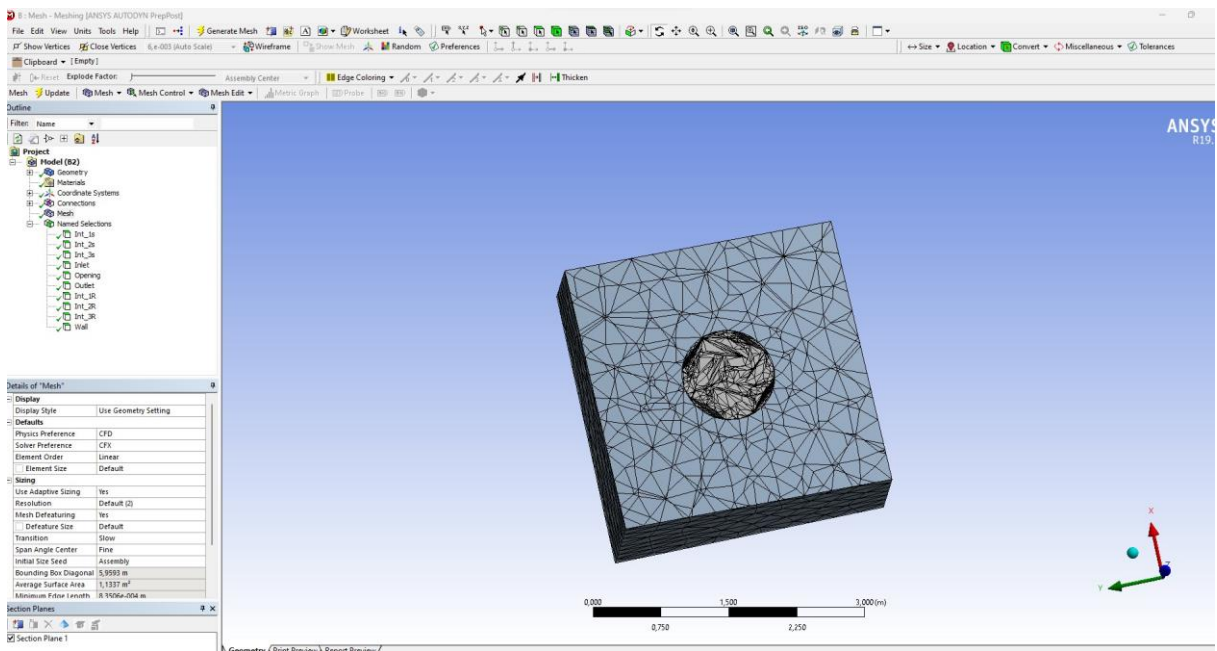 B : Mesh - Meshing [ANSYS AUTODYN PrepPost]
File Edit View Units Tools Help Generate Mesh Worksheet
Show Vertices Close Vertices 6,e-003 (Auto Scale) Wireframe Show Mesh Random Preferences Size Location Convert Miscellaneous Tolerances
Clipboard [Empty]
Reset Explode Factor: Assembly Center Edge Coloring Thicken
Mesh Update Mesh Mesh Control Mesh Edit Metric Graph Probe
Outline
Filter: Name
Project
Model (B2)
Geometry
Materials
Coordinate Systems
Connections
Mesh
Named Selections
Int_1s
Int_2s
Int_3s
Inlet
Opening
Outlet
Int_1R
Int_2R
Int_3R
Wall
Details of "Mesh"
Display
Display Style Use Geometry Setting
Defaults
Physics Preference CFD
Solver Preference CFX
Element Order Linear
Element Size Default
Sizing
Use Adaptive Sizing Yes
Resolution Default (2)
Mesh Defeaturing Yes
Defeature Size Default
Transition Slow
Span Angle Center Fine
Initial Size Seed Assembly
Bounding Box Diagonal 5,9593 m
Average Surface Area 1,1337 m²
Minimum Edge Length 8,3506e-004 m
Section Planes
Section Plane 1
ANSYS
R19.
X
Y
Z
0,000 1,500 3,000 (m)
0,750 2,250
Geometry Print Preview Report Preview